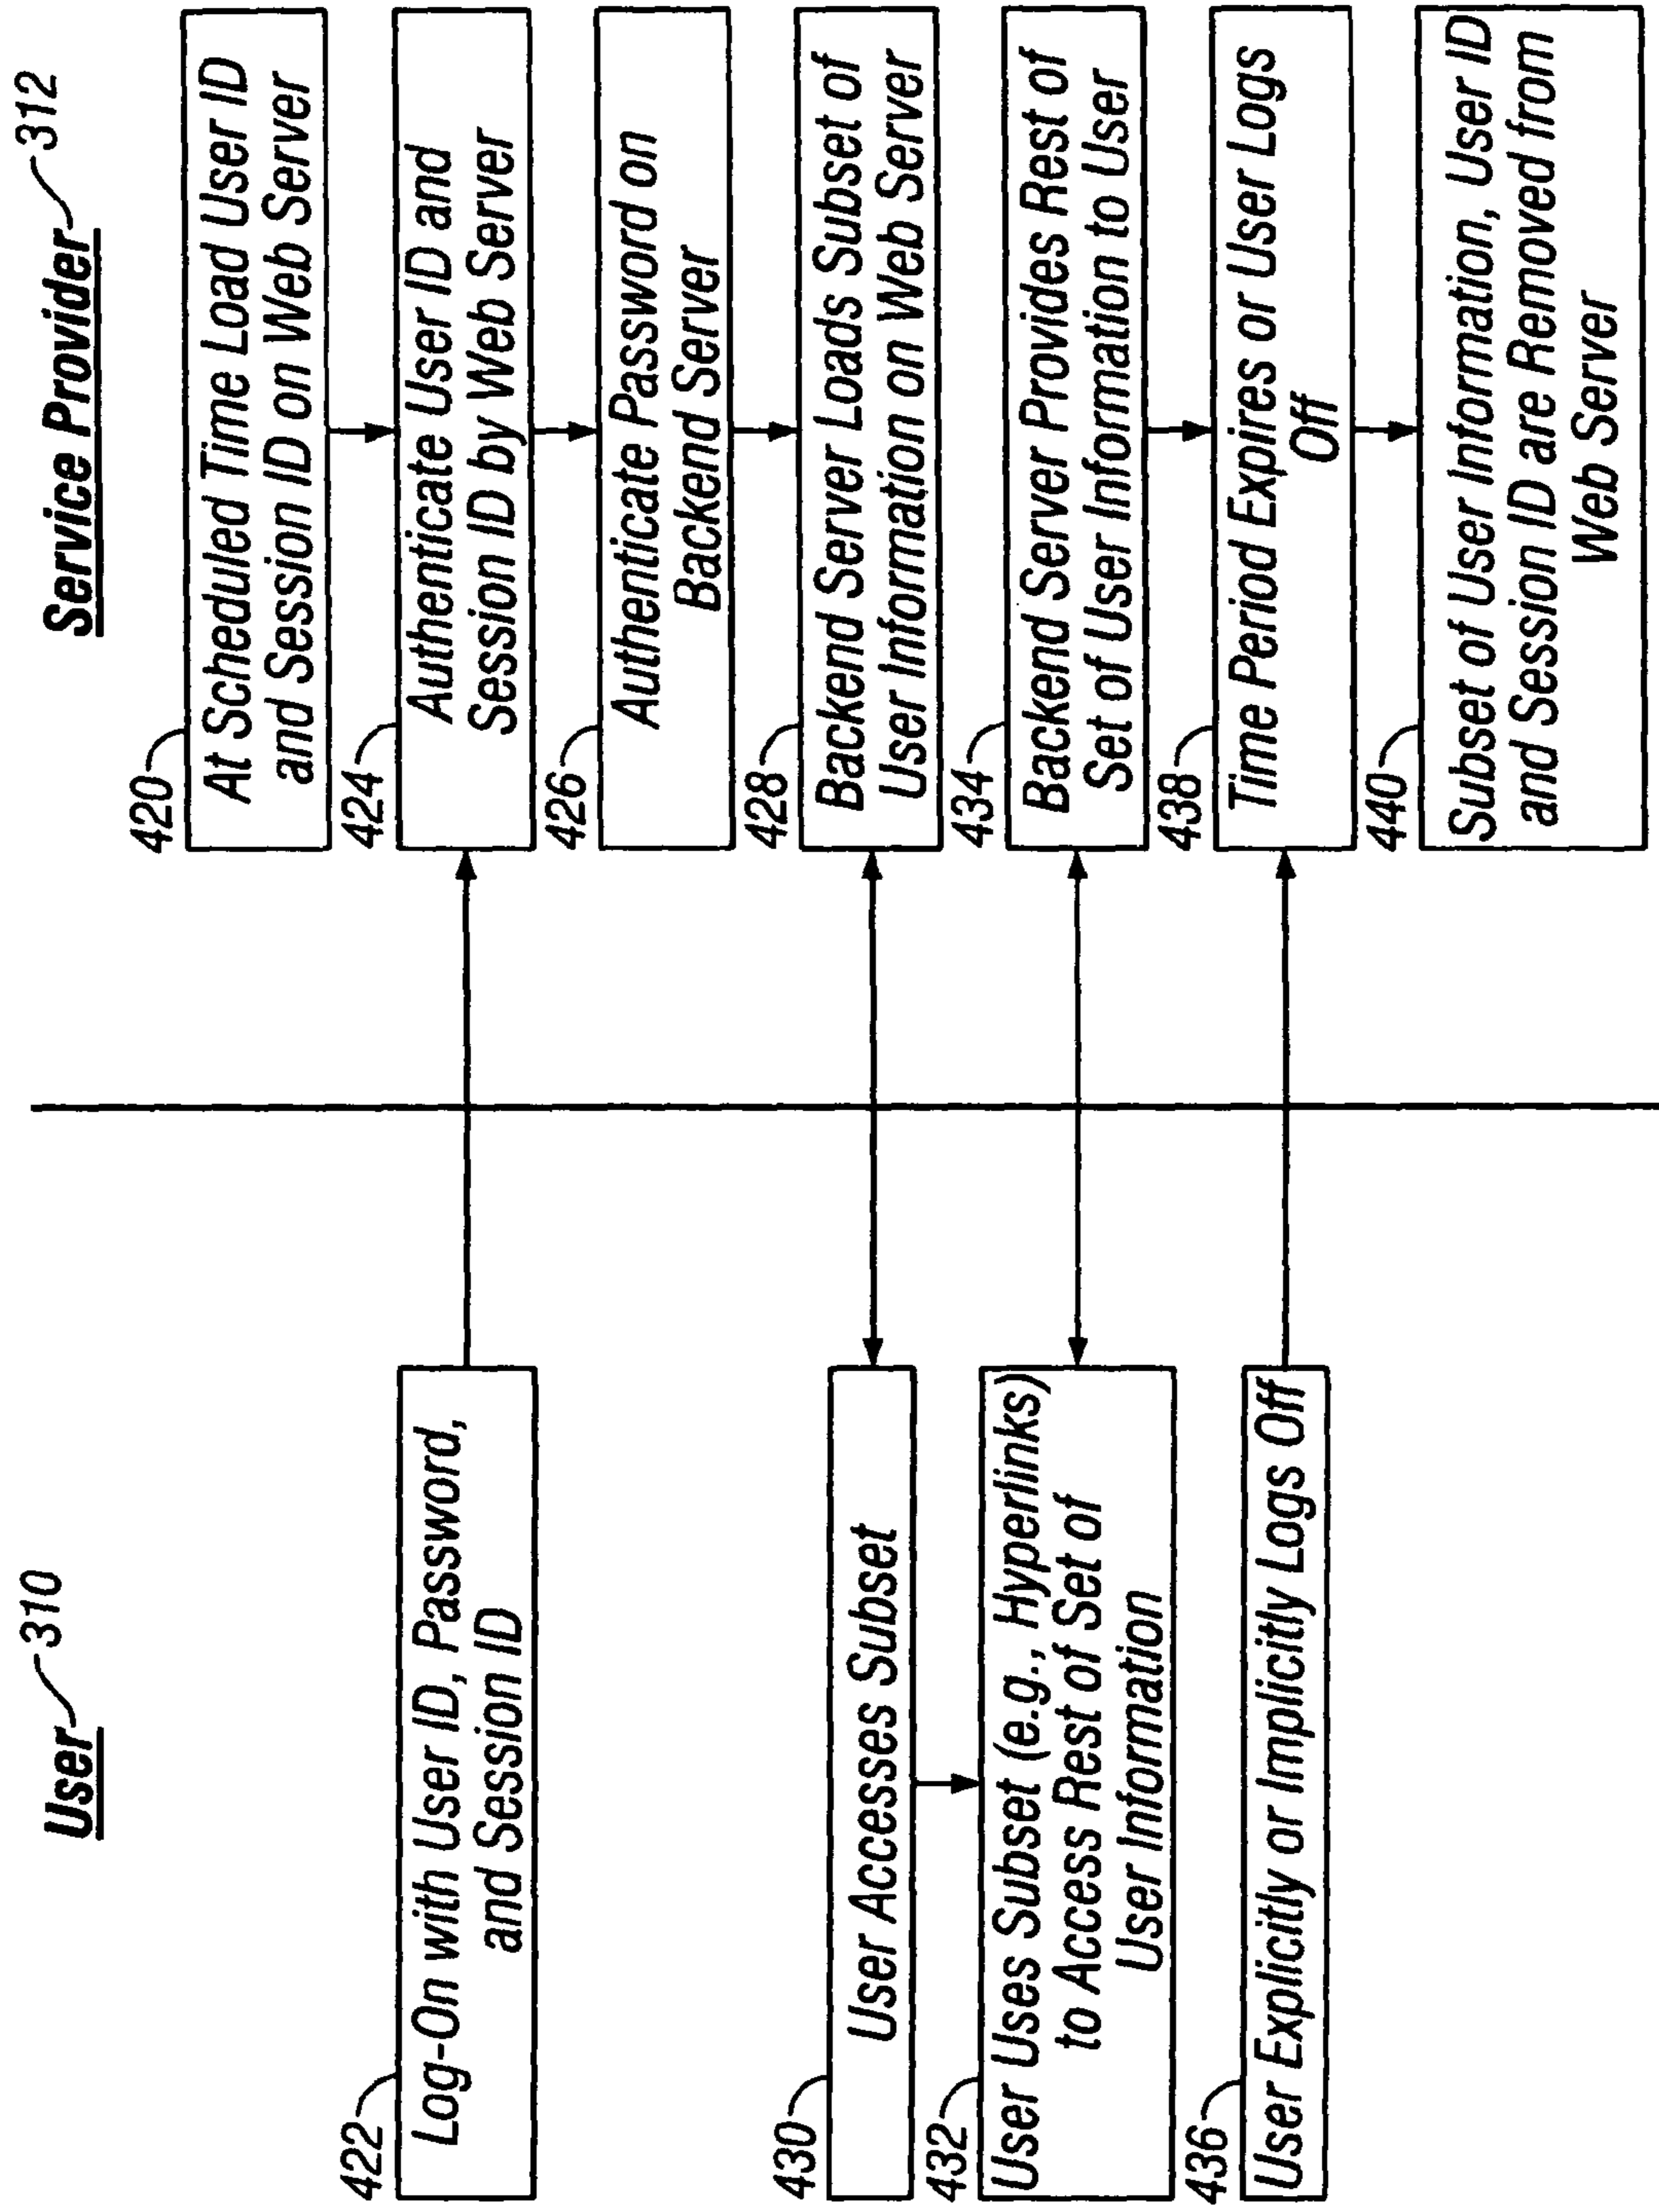 User 310
Service Provider 312
420
At Scheduled Time Load User ID
and Session ID on Web Server
422
Log-On with User ID, Password,
and Session ID
424
Authenticate User ID and
Session ID by Web Server
426
Authenticate Password on
Backend Server
428
Backend Server Loads Subset of
User Information on Web Server
430
User Accesses Subset
432
User Uses Subset (e.g., Hyperlinks)
to Access Rest of Set of
User Information
434
Backend Server Provides Rest of
Set of User Information to User
436
User Explicitly or Implicitly Logs Off
438
Time Period Expires or User Logs
Off
440
Subset of User Information, User ID
and Session ID are Removed from
Web Server